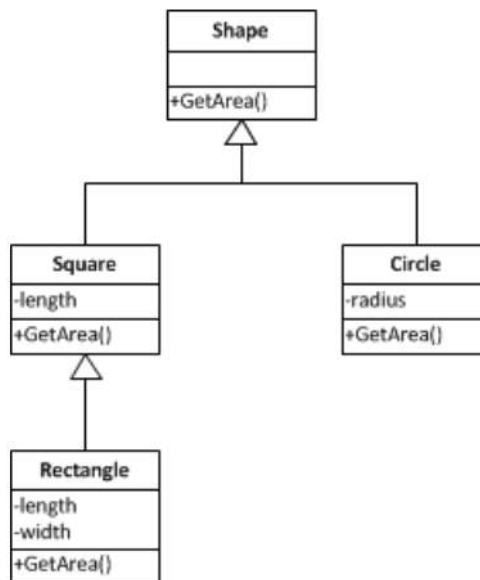 Shape
+GetArea()
Square
-length
+GetArea()
Circle
-radius
+GetArea()
Rectangle
-length
-width
+GetArea()